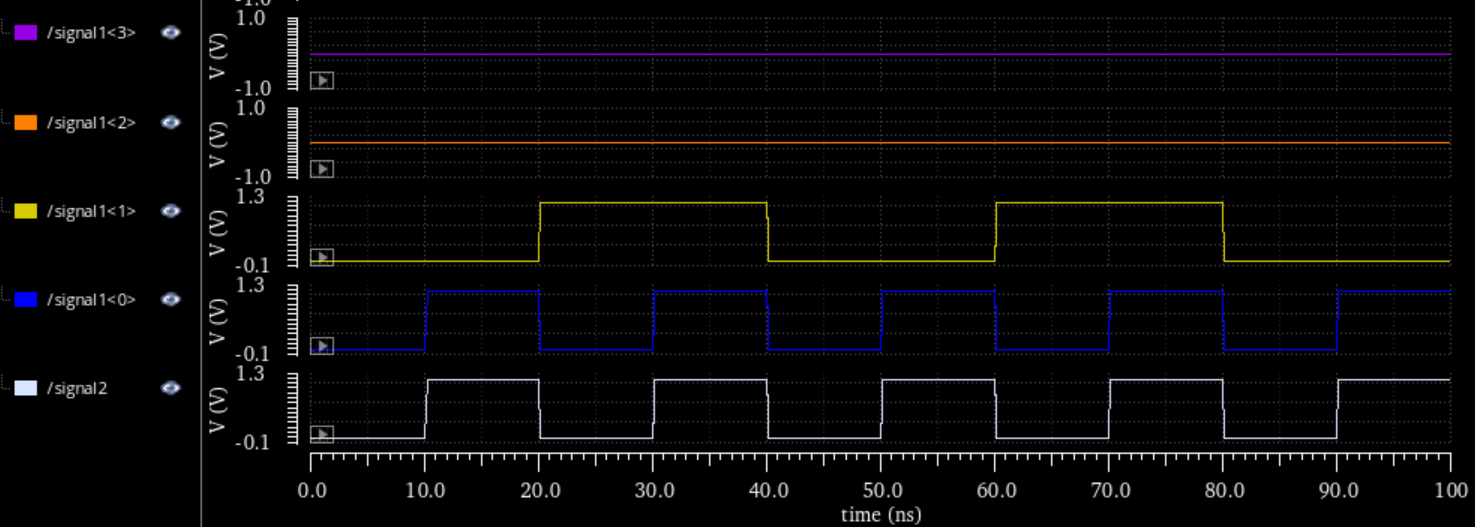 -1.0
/signal1<3>
V (V)
1.0
-1.0
/signal1<2>
V (V)
1.0
-1.0
/signal1<1>
V (V)
1.3
-0.1
/signal1<0>
V (V)
1.3
-0.1
/signal2
V (V)
1.3
-0.1
0.0 10.0 20.0 30.0 40.0 50.0 60.0 70.0 80.0 90.0 100
time (ns)